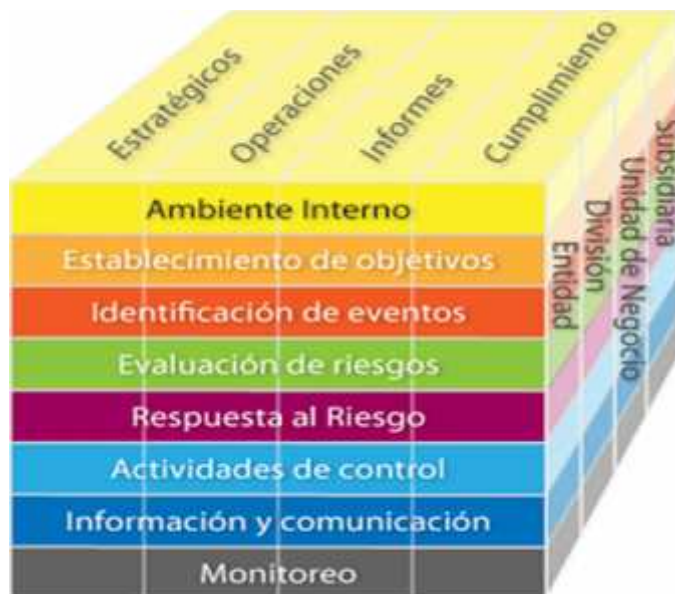 Estratégicos
Operaciones
Informes
Cumplimiento
Ambiente Interno
Establecimiento de objetivos
Identificación de eventos
Evaluación de riesgos
Respuesta al Riesgo
Actividades de control
Información y comunicación
Monitoreo
Entidad
División
Unidad de Negocio
Subsidiaria